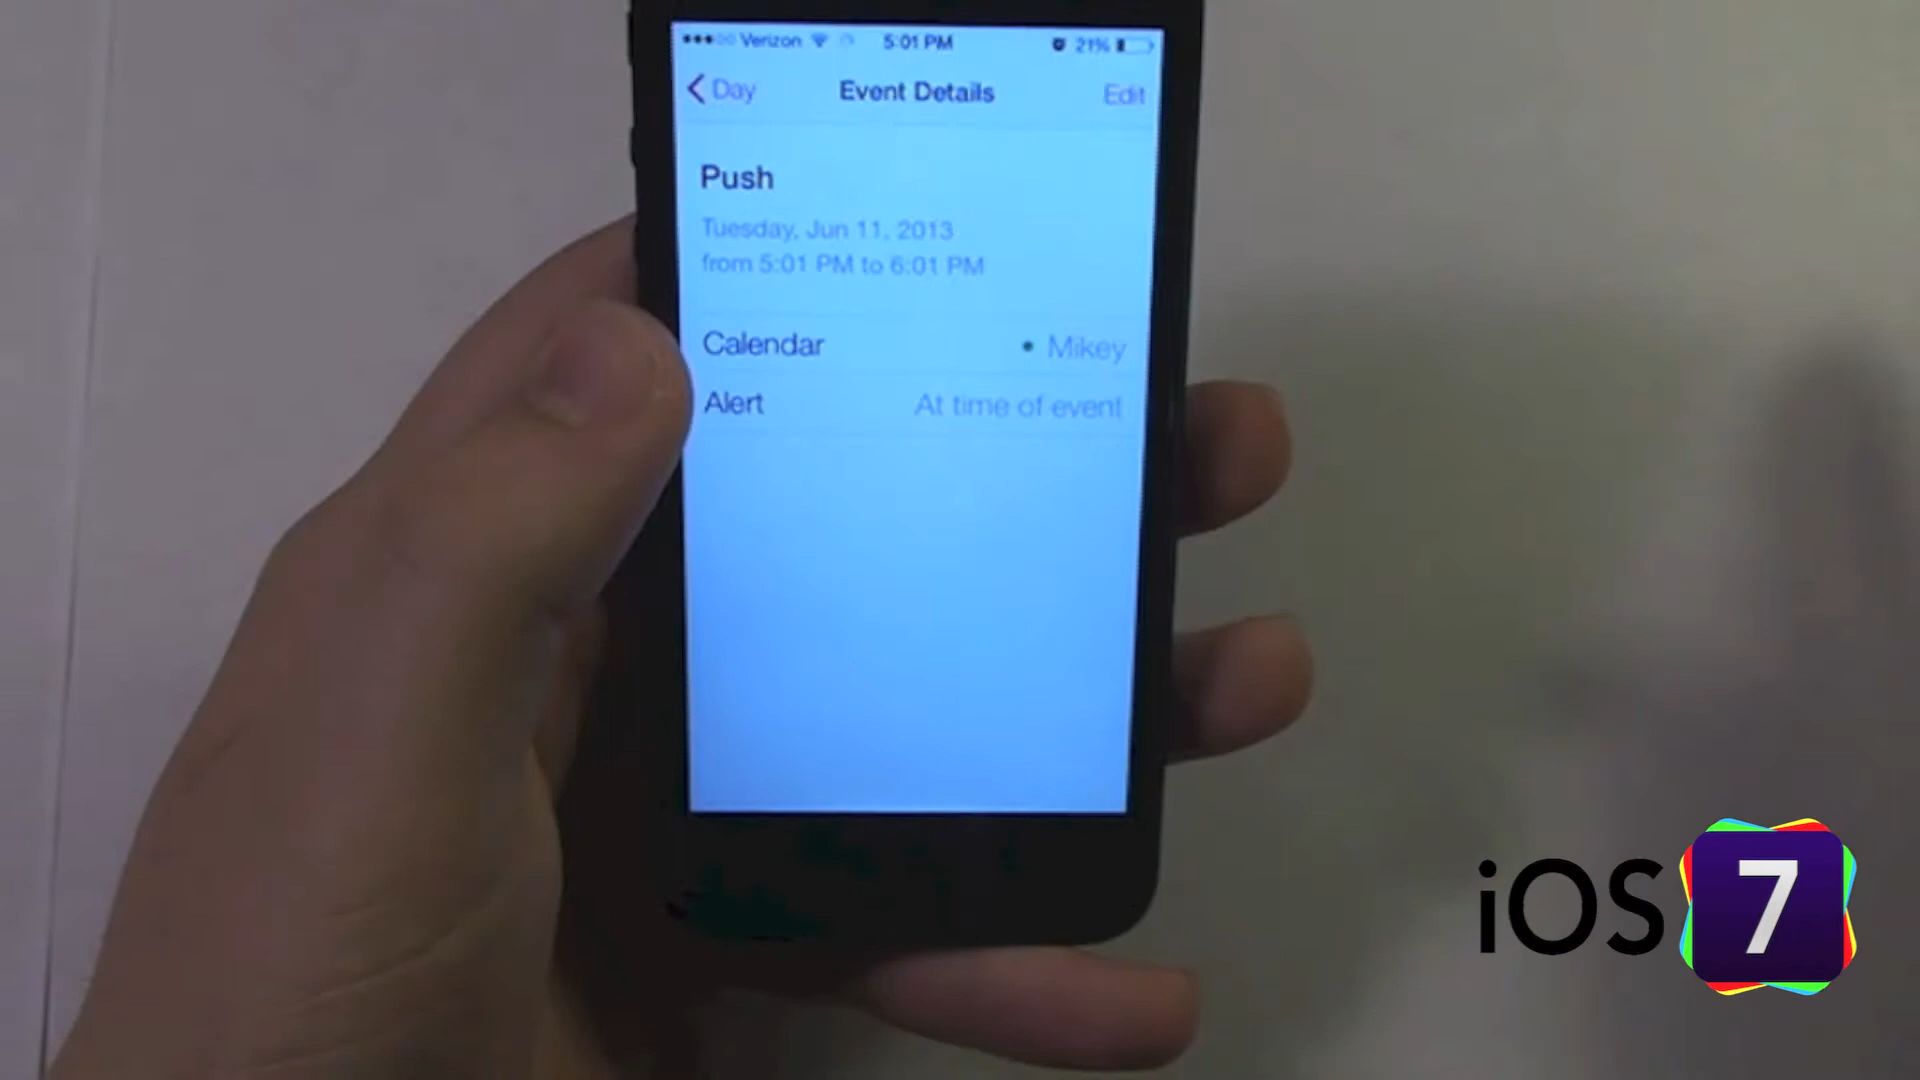 Verizon 5:01 PM 21%
Day Event Details Edit
Push
Tuesday, Jun 11, 2013
from 5:01 PM to 6:01 PM
Calendar • Mikey
Alert At time of event
iOS 7